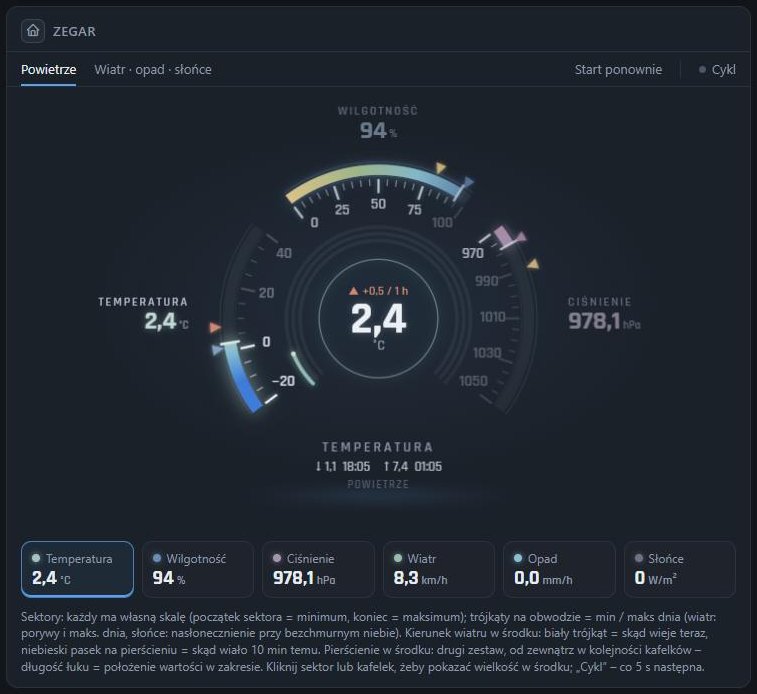 ZEGAR
Powietrze Wiatr · opad · słońce Start ponownie Cykl
WILGOTNOŚĆ
94 %
0 25 50 75 100
40
20
0
-20
970
990
1010
1030
1050
TEMPERATURA
2,4 °C
▲ +0,5 / 1 h
2,4
°C
CIŚNIENIE
978,1 hPa
TEMPERATURA
↓ 1,1 18:05 ↑ 7,4 01:05
POWIETRZE
Temperatura
2,4 °C
Wilgotność
94 %
Ciśnienie
978,1 hPa
Wiatr
8,3 km/h
Opad
0,0 mm/h
Słońce
0 W/m²
Sektory: każdy ma własną skalę (początek sektora = minimum, koniec = maksimum); trójkąty na obwodzie = min / maks dnia (wiatr:
porywy i maks. dnia, słońce: nasłonecznienie przy bezchmurnym niebie). Kierunek wiatru w środku: biały trójkąt = skąd wieje teraz,
niebieski pasek na pierścieniu = skąd wiało 10 min temu. Pierścienie w środku: drugi zestaw, od zewnątrz w kolejności kafelków –
długość łuku = położenie wartości w zakresie. Kliknij sektor lub kafelek, żeby pokazać wielkość w środku; „Cykl” – co 5 s następna.